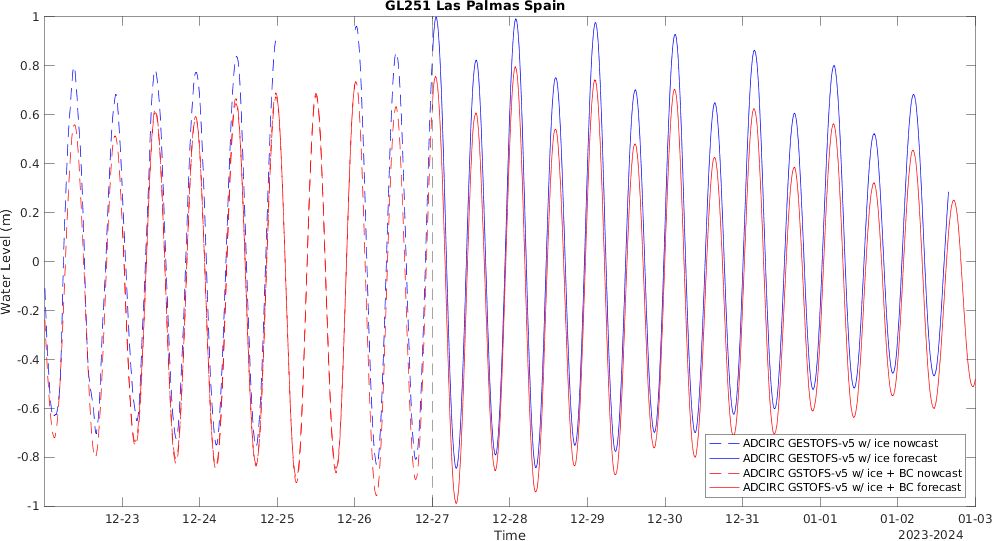 GL251 Las Palmas Spain
1
0.8
0.6
0.4
0.2
0
-0.2
-0.4
-0.6
-0.8
-1
Water Level (m)
ADCIRC GESTOFS-v5 w/ ice nowcast
ADCIRC GESTOFS-v5 w/ ice forecast
ADCIRC GSTOFS-v5 w/ ice + BC nowcast
ADCIRC GSTOFS-v5 w/ ice + BC forecast
12-23 12-24 12-25 12-26 12-27 12-28 12-29 12-30 12-31 01-01 01-02 01-03
Time
2023-2024